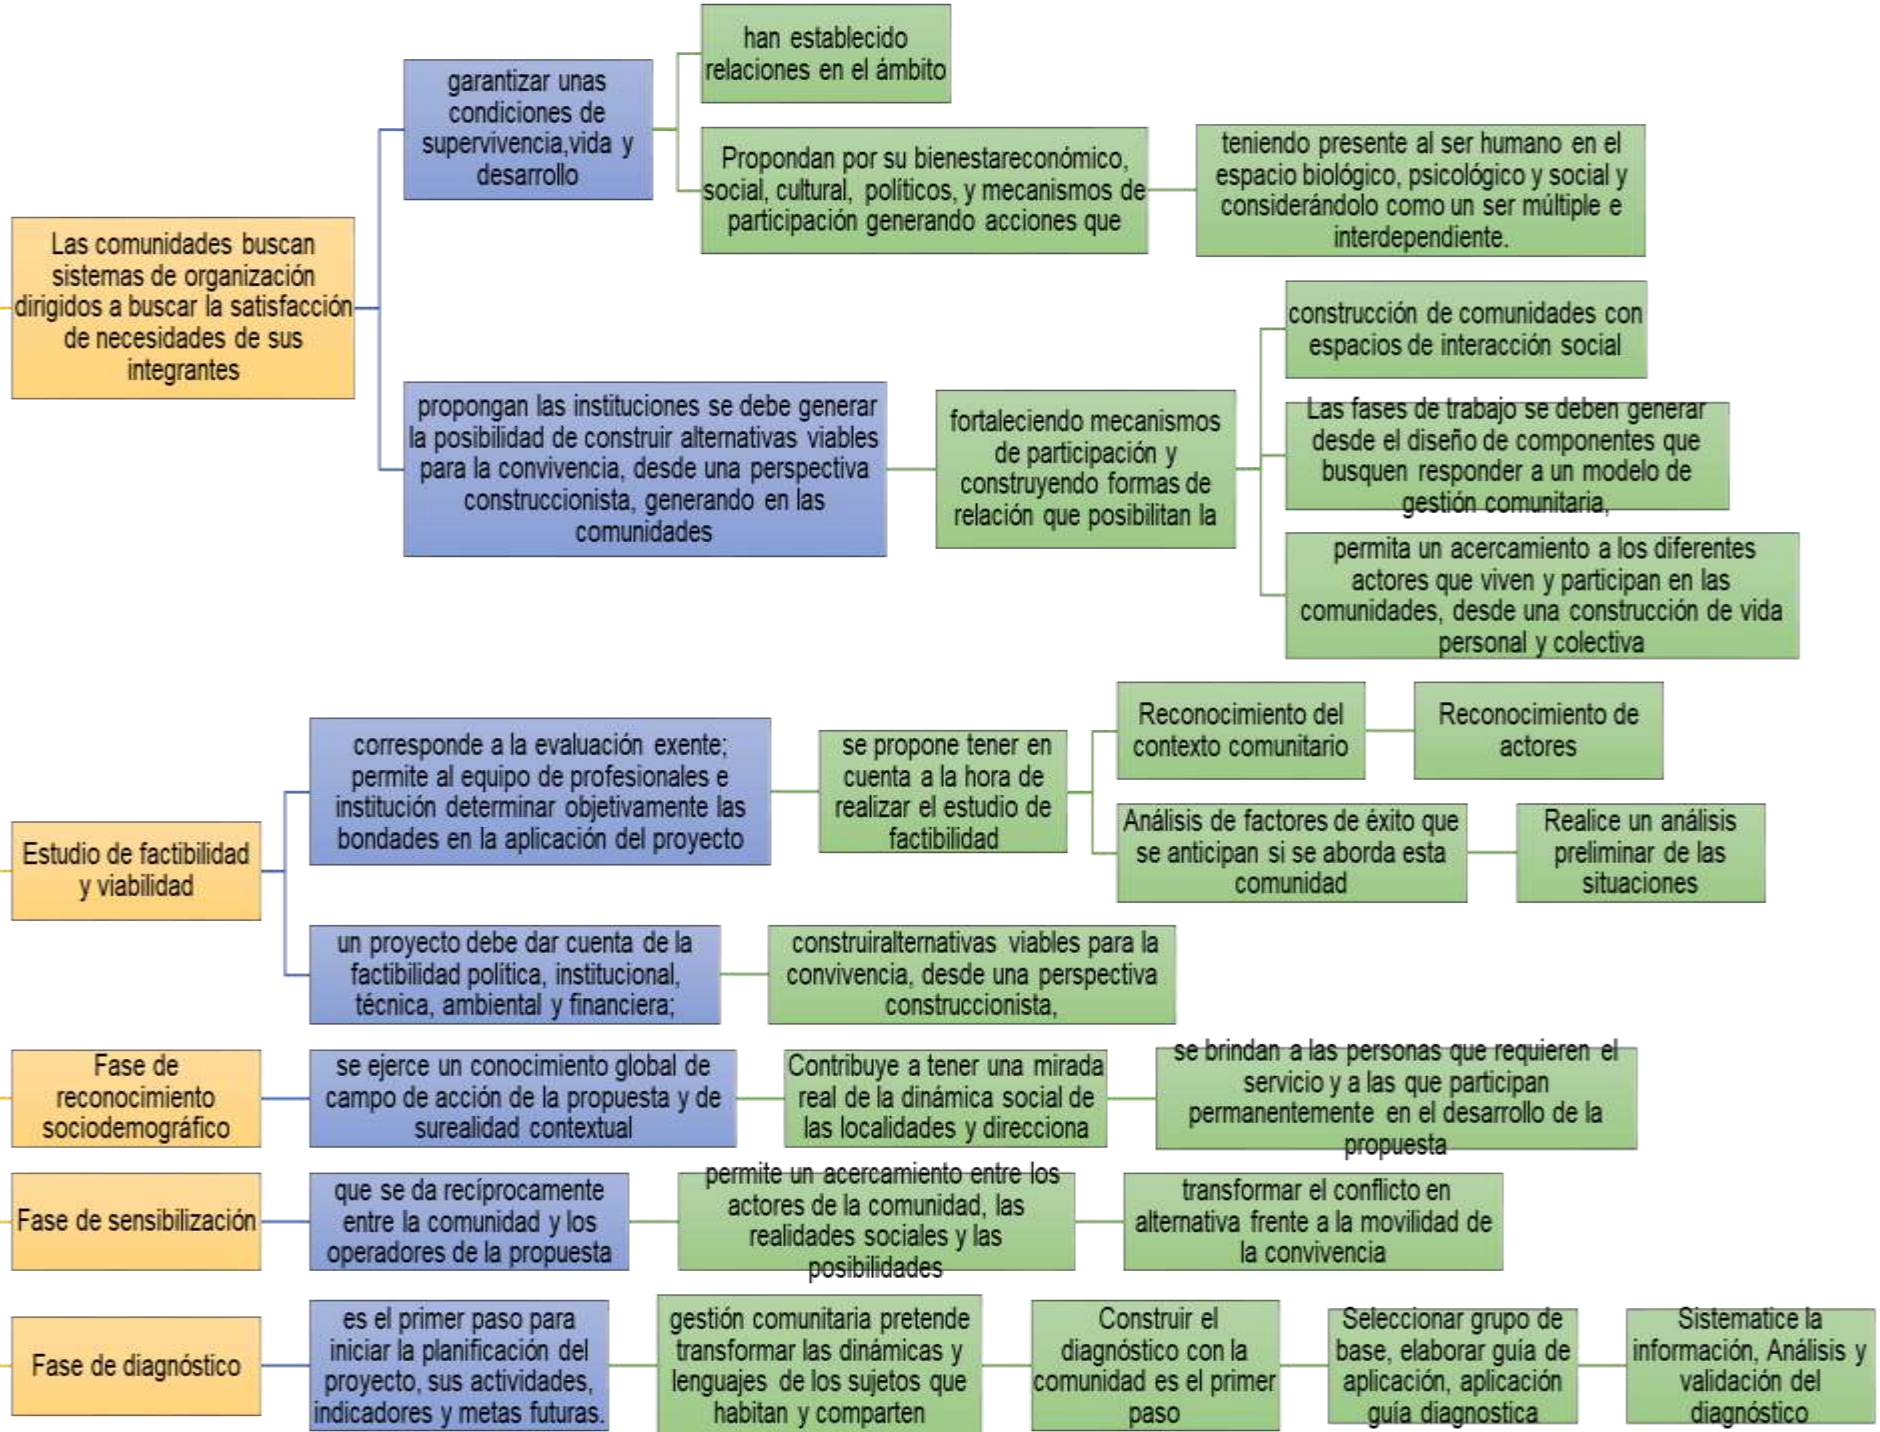 Las comunidades buscan
sistemas de organización
dirigidos a buscar la satisfacción
de necesidades de sus
integrantes
garantizar unas
condiciones de
supervivencia,vida y
desarrollo
han establecido
relaciones en el ámbito
Propondan por su bienestareconómico,
social, cultural, políticos, y mecanismos de
participación generando acciones que
teniendo presente al ser humano en el
espacio biológico, psicológico y social y
considerándolo como un ser múltiple e
interdependiente.
propongan las instituciones se debe generar
la posibilidad de construir alternativas viables
para la convivencia, desde una perspectiva
construccionista, generando en las
comunidades
fortaleciendo mecanismos
de participación y
construyendo formas de
relación que posibilitan la
construcción de comunidades con
espacios de interacción social
Las fases de trabajo se deben generar
desde el diseño de componentes que
busquen responder a un modelo de
gestión comunitaria,
permita un acercamiento a los diferentes
actores que viven y participan en las
comunidades, desde una construcción de vida
personal y colectiva
Estudio de factibilidad
y viabilidad
corresponde a la evaluación exente;
permite al equipo de profesionales e
institución determinar objetivamente las
bondades en la aplicación del proyecto
se propone tener en
cuenta a la hora de
realizar el estudio de
factibilidad
Reconocimiento del
contexto comunitario
Reconocimiento de
actores
Análisis de factores de éxito que
se anticipan si se aborda esta
comunidad
Realice un análisis
preliminar de las
situaciones
un proyecto debe dar cuenta de la
factibilidad política, institucional,
técnica, ambiental y financiera;
construiralternativas viables para la
convivencia, desde una perspectiva
construccionista,
Fase de
reconocimiento
sociodemográfico
se ejerce un conocimiento global de
campo de acción de la propuesta y de
surealidad contextual
Contribuye a tener una mirada
real de la dinámica social de
las localidades y direcciona
se brindan a las personas que requieren el
servicio y a las que participan
permanentemente en el desarrollo de la
propuesta
Fase de sensibilización
que se da recíprocamente
entre la comunidad y los
operadores de la propuesta
permite un acercamiento entre los
actores de la comunidad, las
realidades sociales y las
posibilidades
transformar el conflicto en
alternativa frente a la movilidad de
la convivencia
Fase de diagnóstico
es el primer paso para
iniciar la planificación del
proyecto, sus actividades,
indicadores y metas futuras.
gestión comunitaria pretende
transformar las dinámicas y
lenguajes de los sujetos que
habitan y comparten
Construir el
diagnóstico con la
comunidad es el primer
paso
Seleccionar grupo de
base, elaborar guía de
aplicación, aplicación
guía diagnostica
Sistematice la
información, Análisis y
validación del
diagnóstico